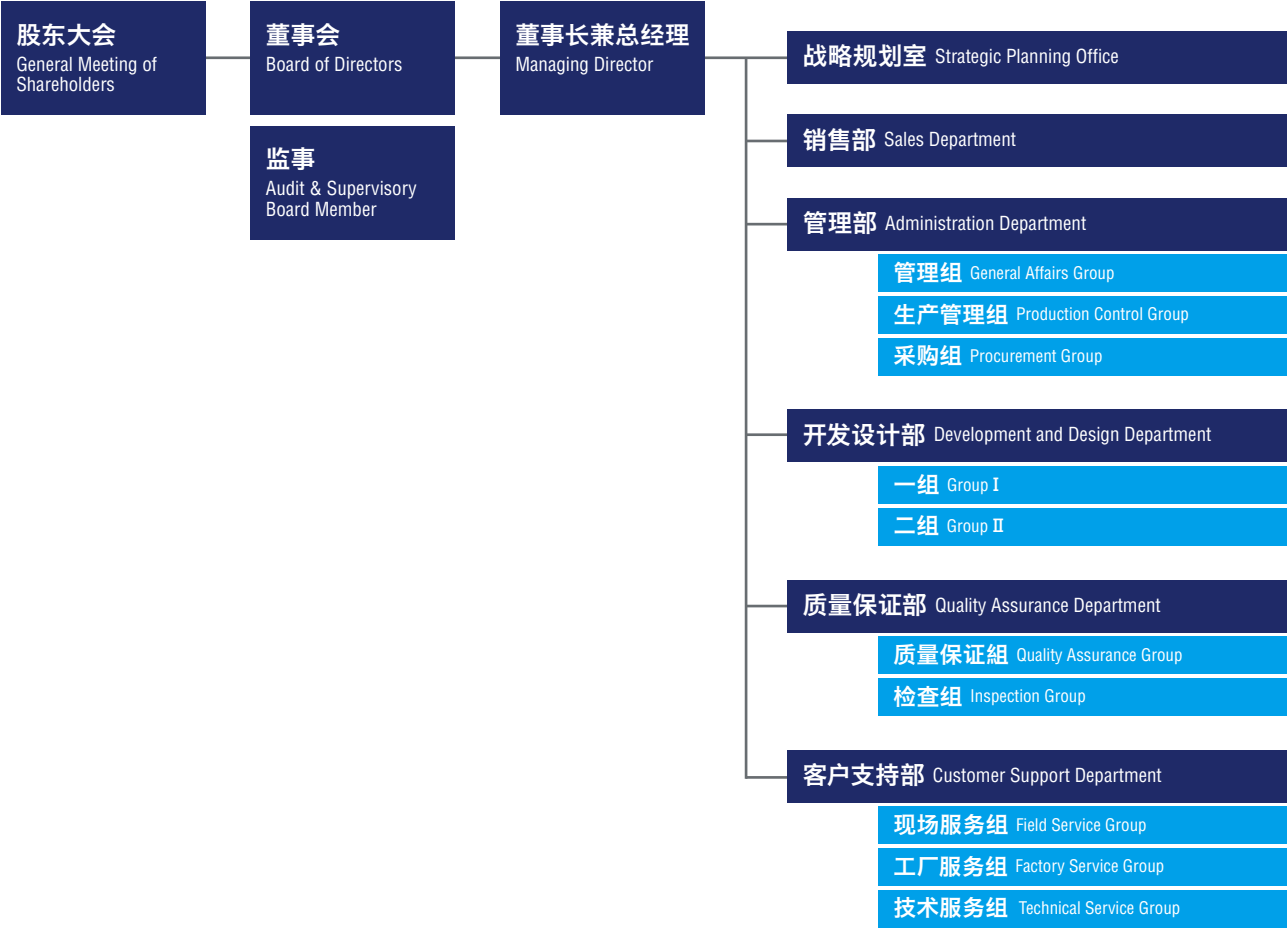 股东大会
General Meeting of
Shareholders
董事会
Board of Directors
监事
Audit & Supervisory
Board Member
董事长兼总经理
Managing Director
战略规划室 Strategic Planning Office
销售部 Sales Department
管理部 Administration Department
管理组 General Affairs Group
生产管理组 Production Control Group
采购组 Procurement Group
开发设计部 Development and Design Department
一组 Group Ⅰ
二组 Group Ⅱ
质量保证部 Quality Assurance Department
质量保证組 Quality Assurance Group
检查组 Inspection Group
客户支持部 Customer Support Department
现场服务组 Field Service Group
工厂服务组 Factory Service Group
技术服务组 Technical Service Group